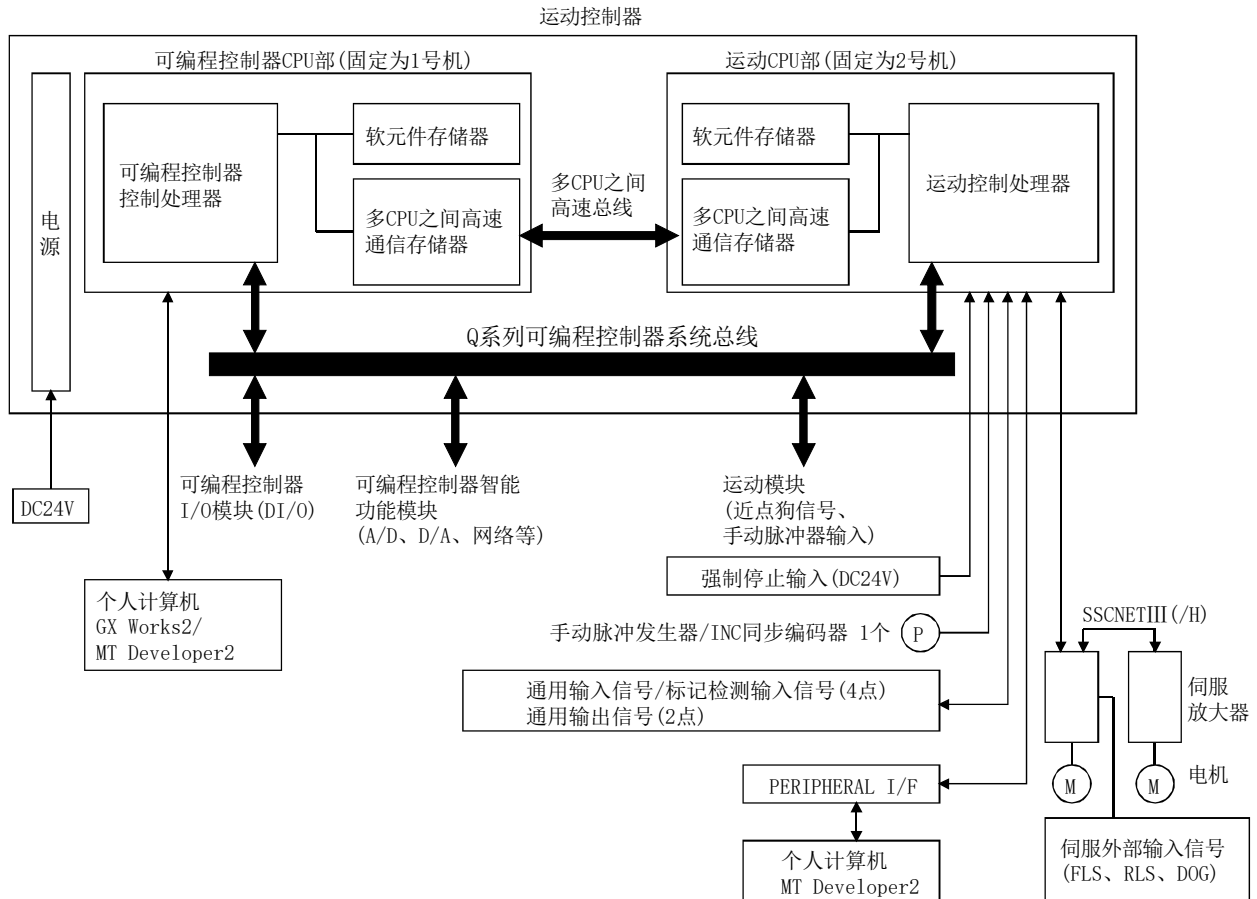 运动控制器
可编程控制器CPU部(固定为1号机)
运动CPU部(固定为2号机)
电
源
可编程控制器
控制处理器
软元件存储器
多CPU之间高速
通信存储器
多CPU之间
高速总线
软元件存储器
多CPU之间高速
通信存储器
运动控制处理器
Q系列可编程控制器系统总线
DC24V
可编程控制器
I/O模块(DI/O)
可编程控制器智能
功能模块
(A/D、D/A、网络等)
运动模块
(近点狗信号、
手动脉冲器输入)
强制停止输入(DC24V)
个人计算机
GX Works2/
MT Developer2
手动脉冲发生器/INC同步编码器 1个
P
SSCNETⅢ(/H)
通用输入信号/标记检测输入信号(4点)
通用输出信号(2点)
伺服
放大器
PERIPHERAL I/F
M
M
电机
个人计算机
MT Developer2
伺服外部输入信号
(FLS、RLS、DOG)